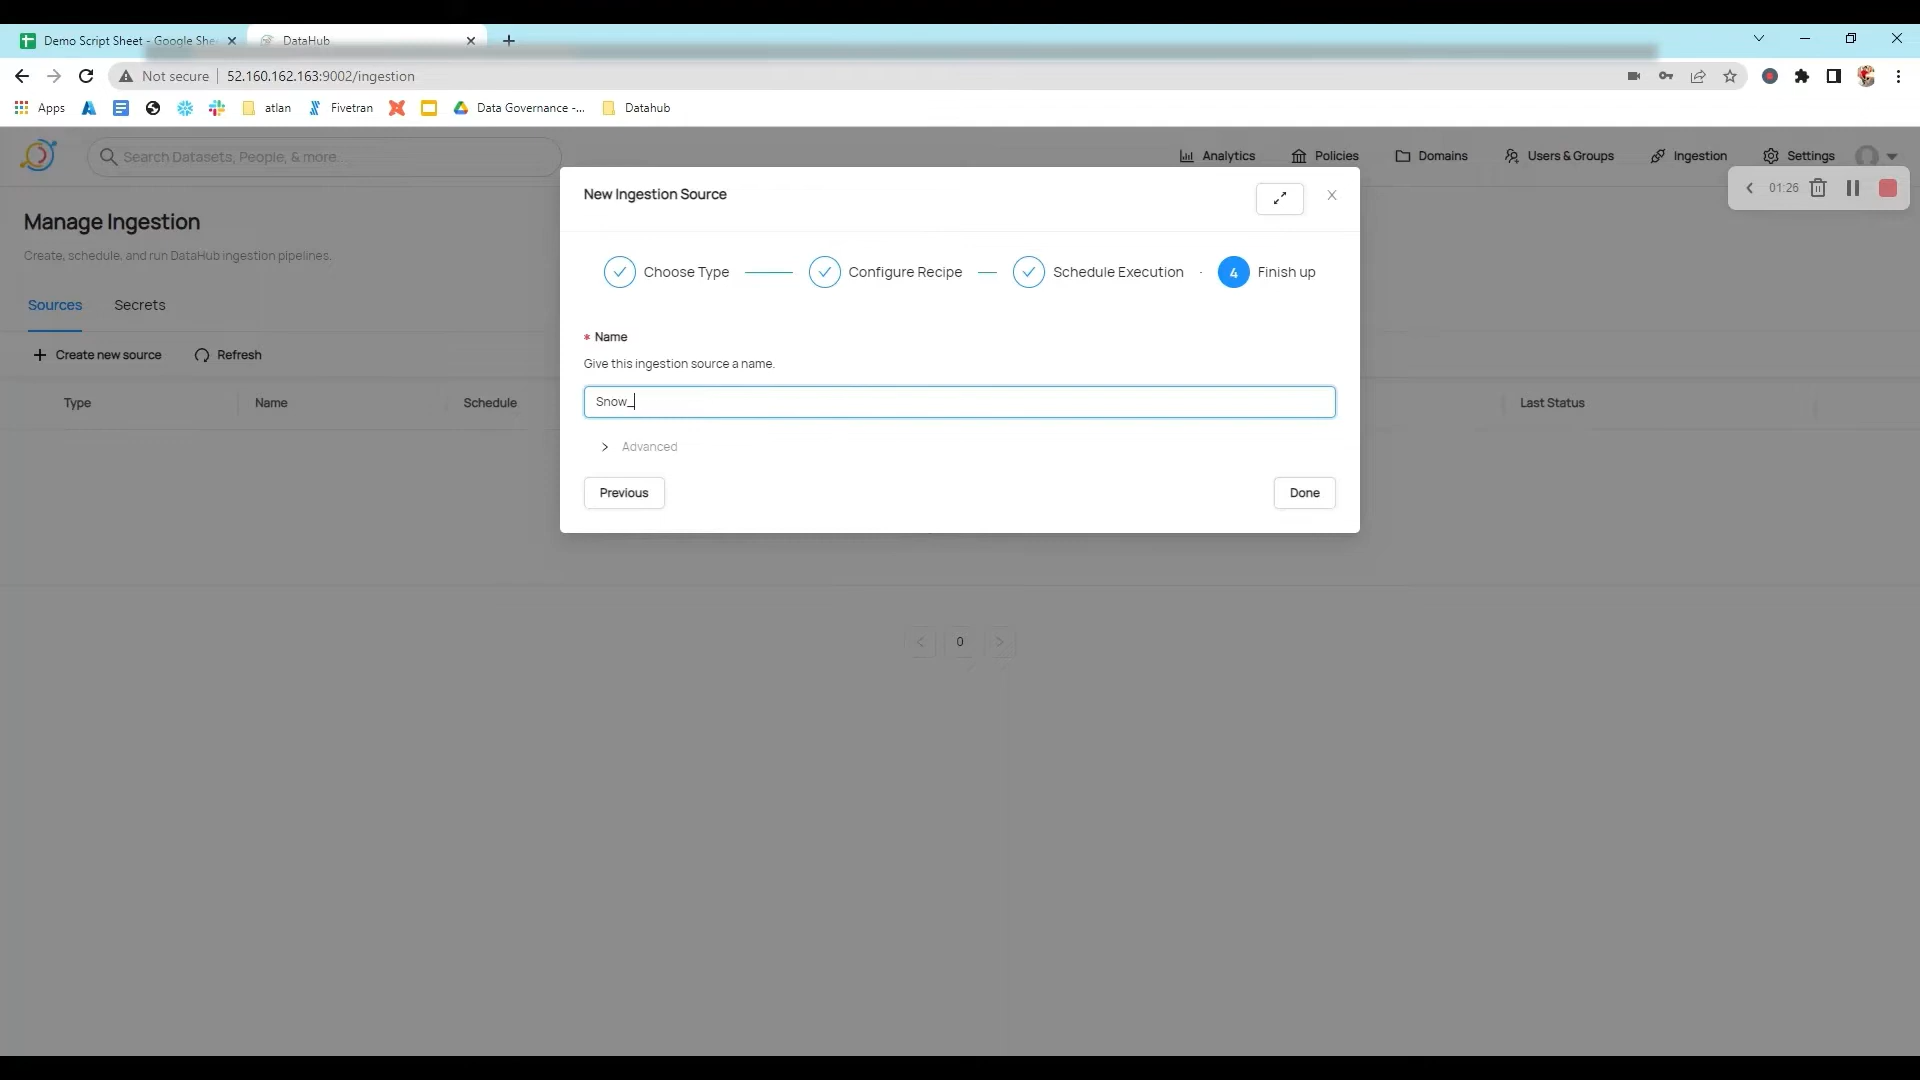 Demo Script Sheet - Google She
DataHub
Not secure
52.160.162.163:9002/ingestion
Apps
atlan
Fivetran
Data Governance -...
Datahub
Search Datasets, People, & more...
Analytics
Policies
Domains
Users & Groups
Ingestion
Settings
New Ingestion Source
01:26
Manage Ingestion
Create, schedule, and run DataHub ingestion pipelines.
Choose Type
Configure Recipe
Schedule Execution
4
Finish up
Sources
Secrets
* Name
Create new source
Refresh
Give this ingestion source a name.
Type
Name
Schedule
Snow_
Last Status
Advanced
Previous
Done
< 0 >